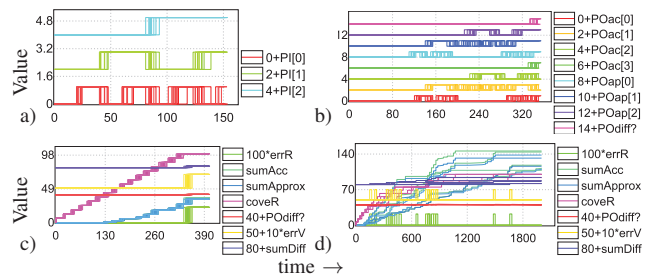 4.8
3.2
1.6
0
Value
0
50
100
150
0+PI[0]
2+PI[1]
4+PI[2]
a)
12
8
4
0
0
80
160
240
320
0+POac[0]
2+POac[1]
4+POac[2]
6+POac[3]
8+POap[0]
10+POap[1]
12+POap[2]
14+POdiff?
b)
98
49
0
Value
0
130
260
390
100*errR
sumAcc
sumApprox
coveR
40+POdiff?
50+10*errV
80+sumDiff
c)
140
70
0
0
600
1200
1800
100*errR
sumAcc
sumApprox
coveR
40+POdiff?
50+10*errV
80+sumDiff
d)
time →